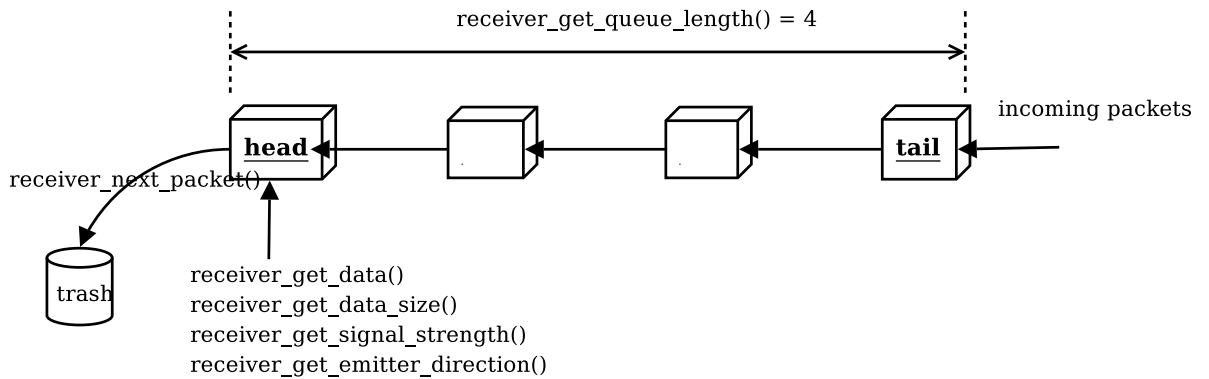 receiver_get_queue_length() = 4
incoming packets
head
tail
receiver_next_packet()
trash
receiver_get_data()
receiver_get_data_size()
receiver_get_signal_strength()
receiver_get_emitter_direction()